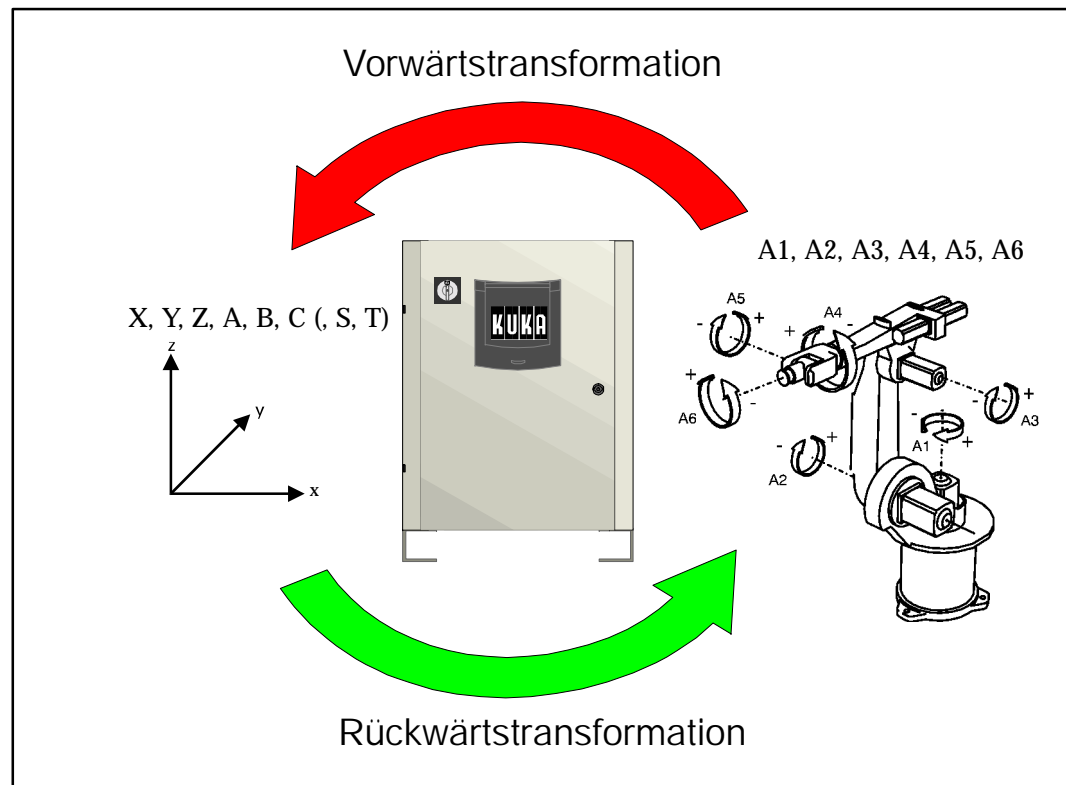 Vorwärtstransformation
A1, A2, A3, A4, A5, A6
X, Y, Z, A, B, C (, S, T)
KUKA
z
y
x
A5
- +
A4
+ -
A6
+ -
A3
- +
A1
- +
A2
- +
Rückwärtstransformation